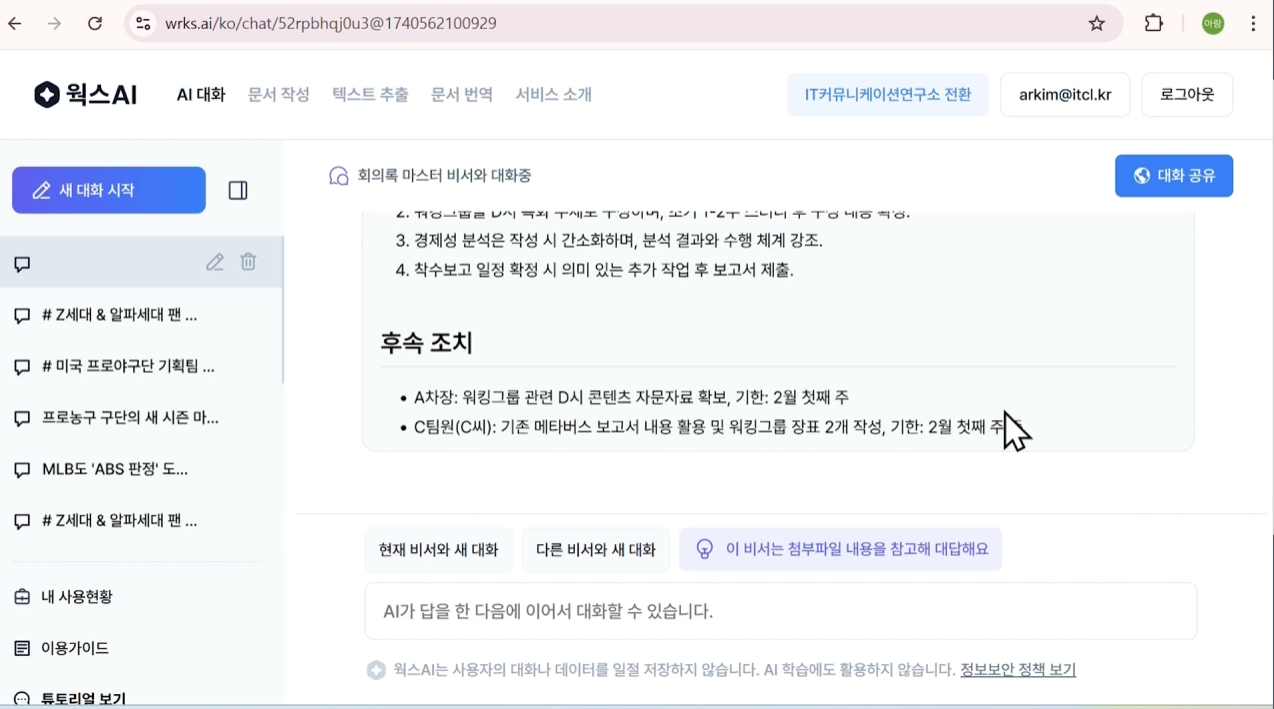 wrks.ai/ko/chat/52rpbhqj0u3@1740562100929
아람
웍스AI
AI 대화 문서 작성 텍스트 추출 문서 번역 서비스 소개
IT커뮤니케이션연구소 전환 arkim@itcl.kr 로그아웃
새 대화 시작
# Z세대 & 알파세대 팬 ...
# 미국 프로야구단 기획팀 ...
프로농구 구단의 새 시즌 마...
MLB도 'ABS 판정' 도...
# Z세대 & 알파세대 팬 ...
내 사용현황
이용가이드
튜토리얼 보기
회의록 마스터 비서와 대화중
대화 공유
3. 경제성 분석은 작성 시 간소화하며, 분석 결과와 수행 체계 강조.
4. 착수보고 일정 확정 시 의미 있는 추가 작업 후 보고서 제출.
후속 조치
• A차장: 워킹그룹 관련 D시 콘텐츠 자문자료 확보, 기한: 2월 첫째 주
• C팀원(C씨): 기존 메타버스 보고서 내용 활용 및 워킹그룹 장표 2개 작성, 기한: 2월 첫째 주
현재 비서와 새 대화 다른 비서와 새 대화 이 비서는 첨부파일 내용을 참고해 대답해요
AI가 답을 한 다음에 이어서 대화할 수 있습니다.
웍스AI는 사용자의 대화나 데이터를 일절 저장하지 않습니다. AI 학습에도 활용하지 않습니다. 정보보안 정책 보기